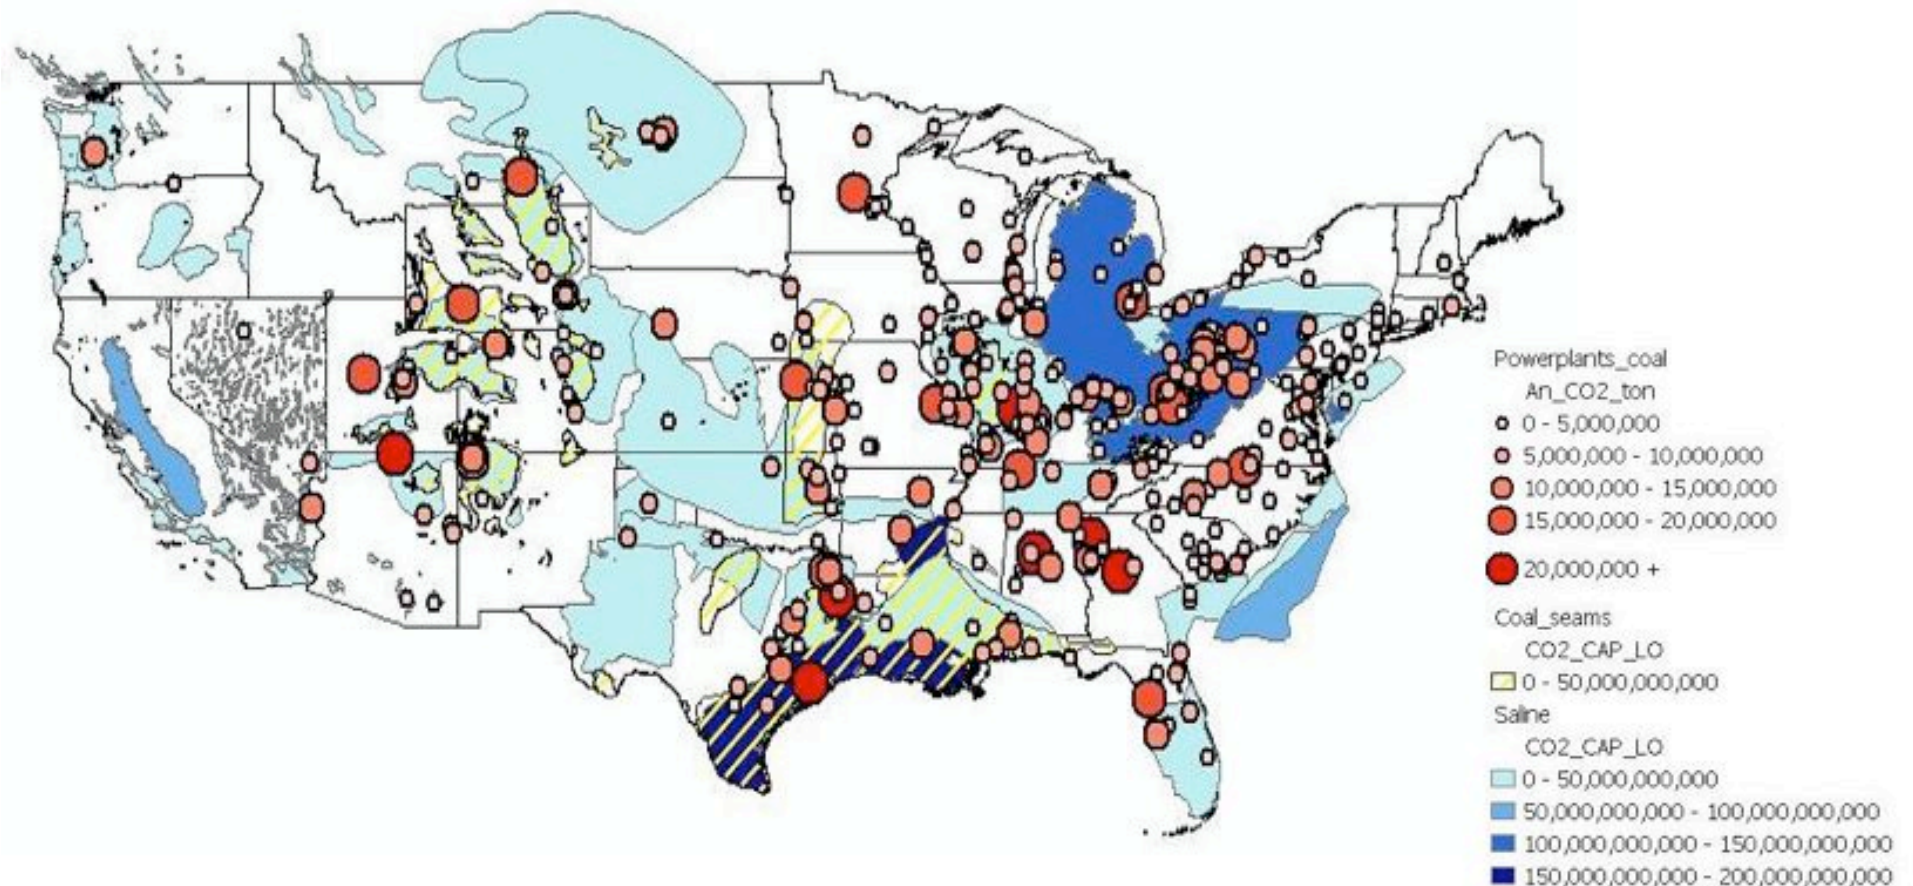 Powerplants_coal
An_CO2_ton
0 - 5,000,000
5,000,000 - 10,000,000
10,000,000 - 15,000,000
15,000,000 - 20,000,000
20,000,000 +
Coal_seams
CO2_CAP_LO
0 - 50,000,000,000
Saline
CO2_CAP_LO
0 - 50,000,000,000
50,000,000,000 - 100,000,000,000
100,000,000,000 - 150,000,000,000
150,000,000,000 - 200,000,000,000